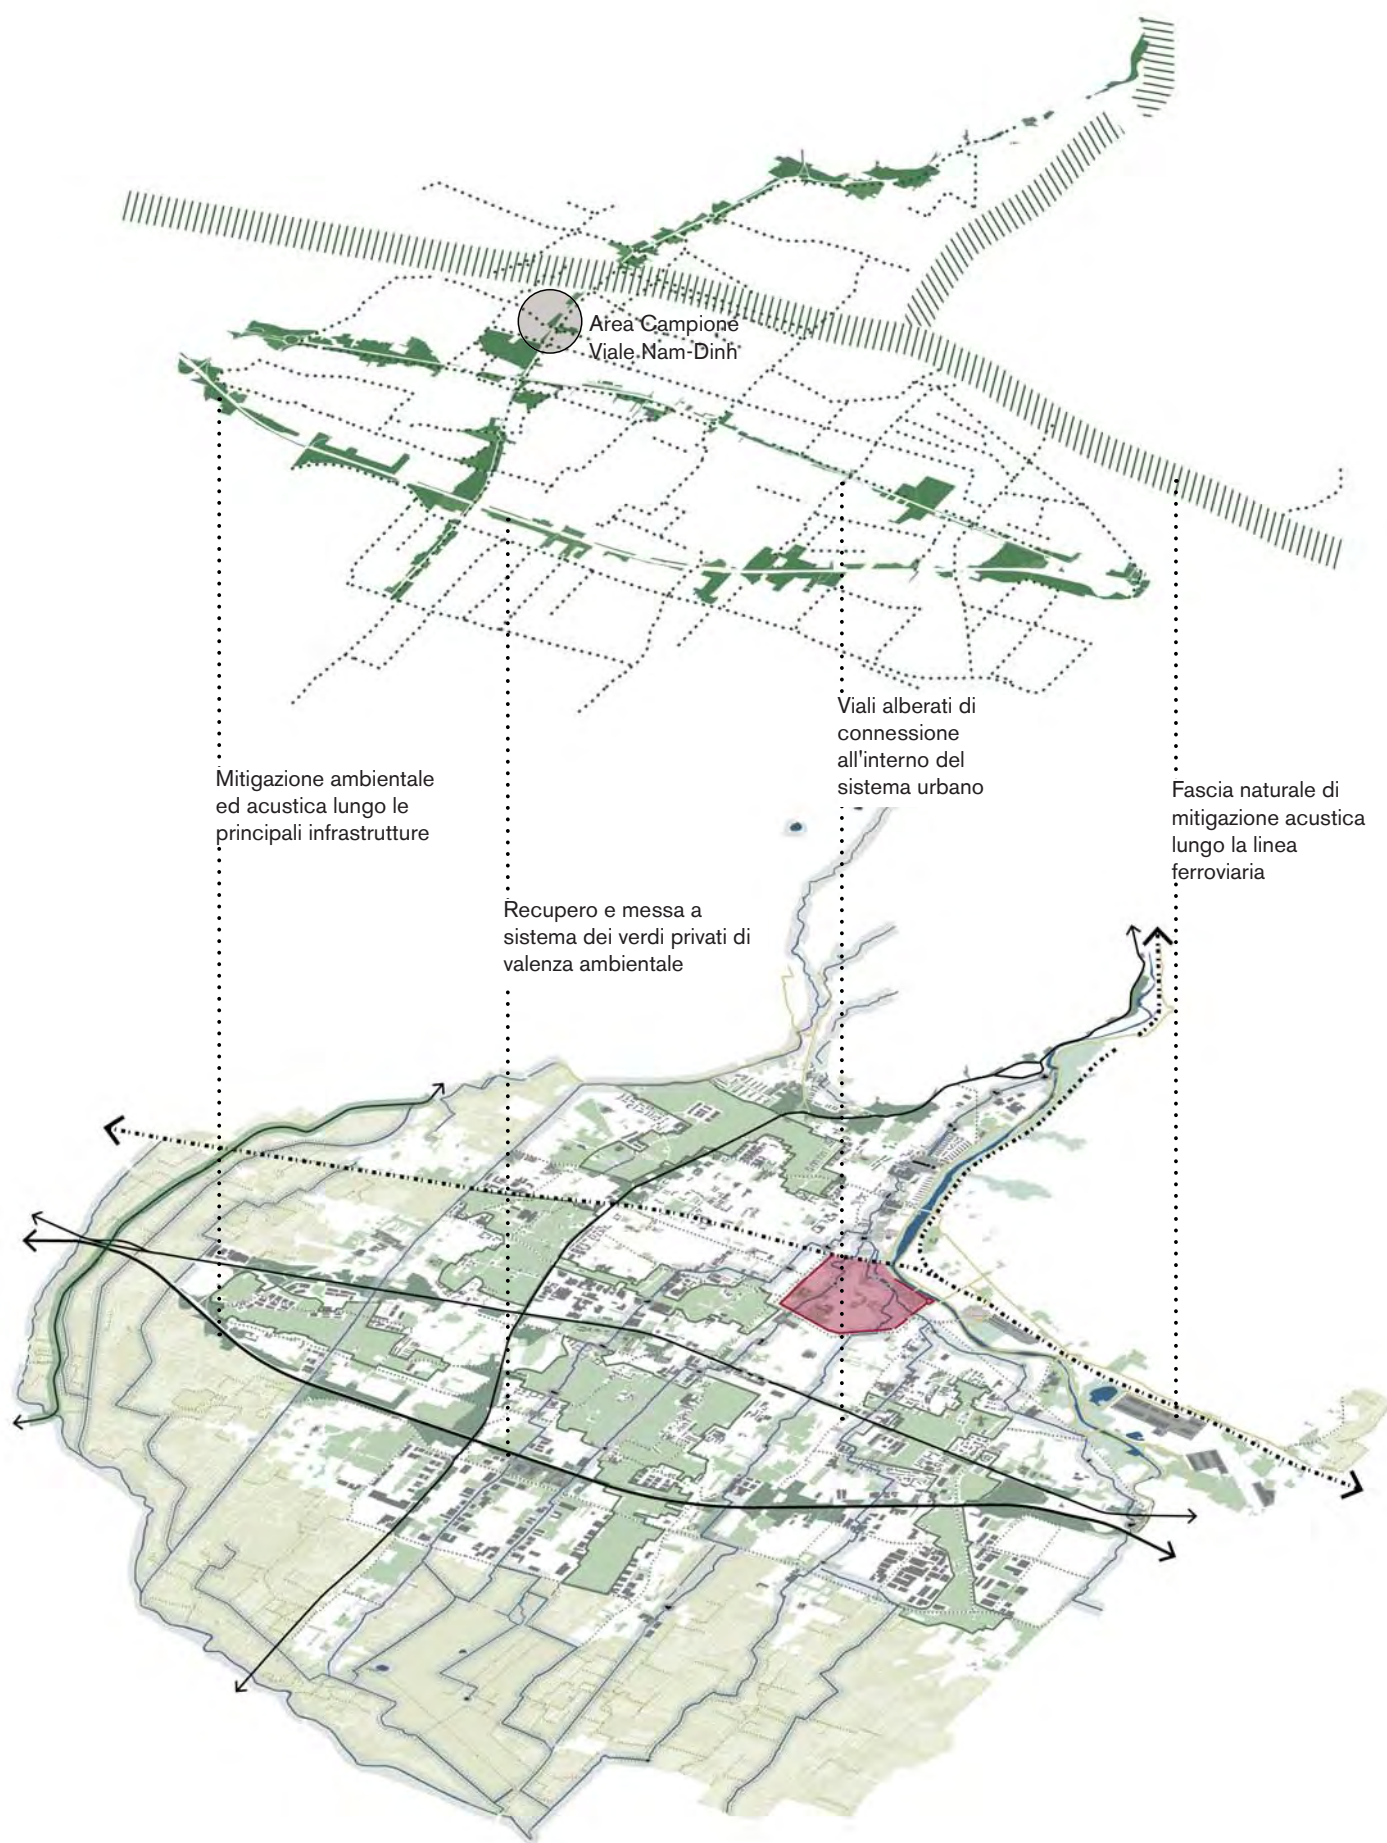 Area Campione
Viale Nam-Dinh
Viali alberati di
connessione
all'interno del
sistema urbano
Mitigazione ambientale
ed acustica lungo le
principali infrastrutture
Fascia naturale di
mitigazione acustica
lungo la linea
ferroviaria
Recupero e messa a
sistema dei verdi privati di
valenza ambientale